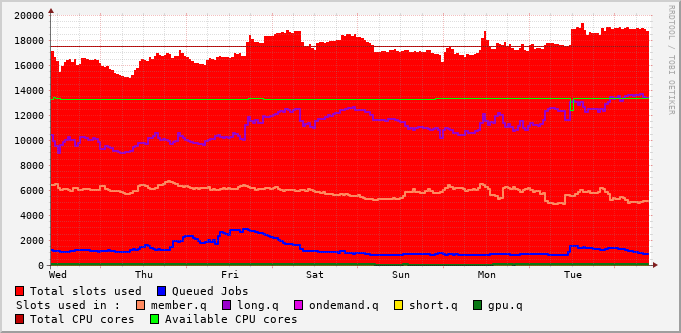 20000
18000
16000
14000
12000
10000
8000
6000
4000
2000
0
Wed Thu Fri Sat Sun Mon Tue
RRDTOOL / TOBI OETIKER
Total slots used Queued Jobs
Slots used in : member.q long.q ondemand.q short.q gpu.q
Total CPU cores Available CPU cores